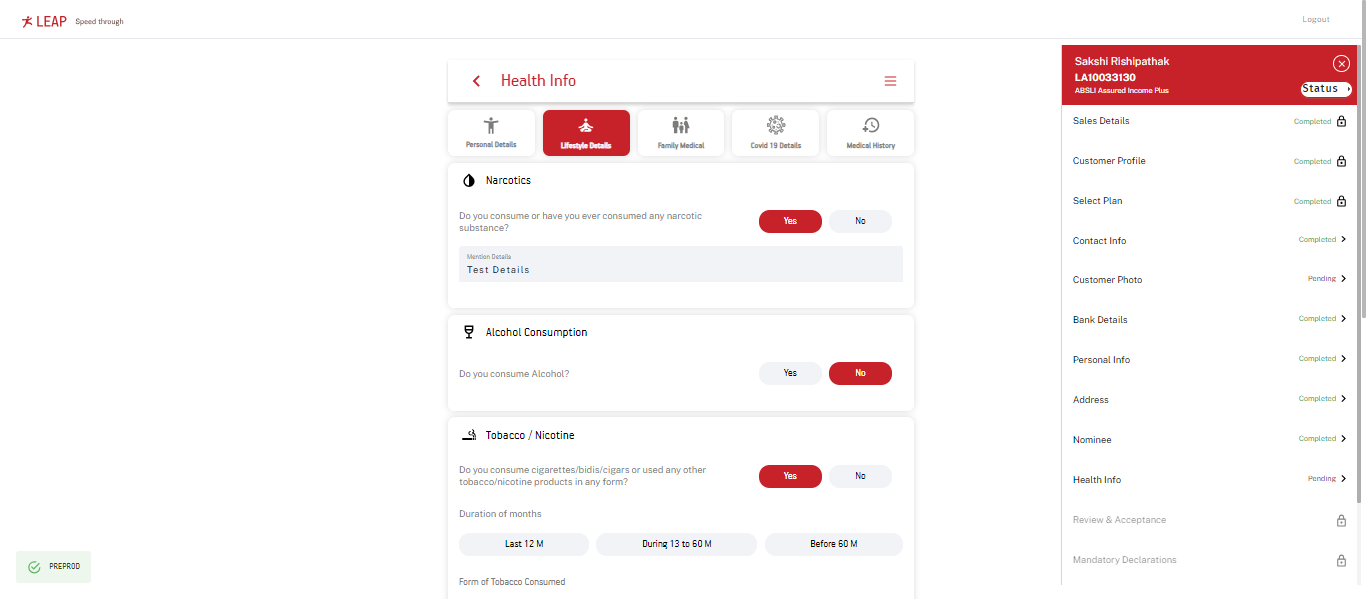 LEAP Speed through
Logout
Health Info
Personal Details
Lifestyle Details
Family Medical
Covid 19 Details
Medical History
Narcotics
Do you consume or have you ever consumed any narcotic
substance?
Yes
No
Mention Details
Test Details
Alcohol Consumption
Do you consume Alcohol?
Yes
No
Tobacco / Nicotine
Do you consume cigarettes/bidis/cigars or used any other
tobacco/nicotine products in any form?
Yes
No
Duration of months
Last 12 M
During 13 to 60 M
Before 60 M
Form of Tobacco Consumed
PREPROD
Sakshi Rishipathak
LA10033130
ABSLI Assured Income Plus
Status
Sales Details Completed
Customer Profile Completed
Select Plan Completed
Contact Info Completed
Customer Photo Pending
Bank Details Completed
Personal Info Completed
Address Completed
Nominee Completed
Health Info Pending
Review & Acceptance
Mandatory Declarations